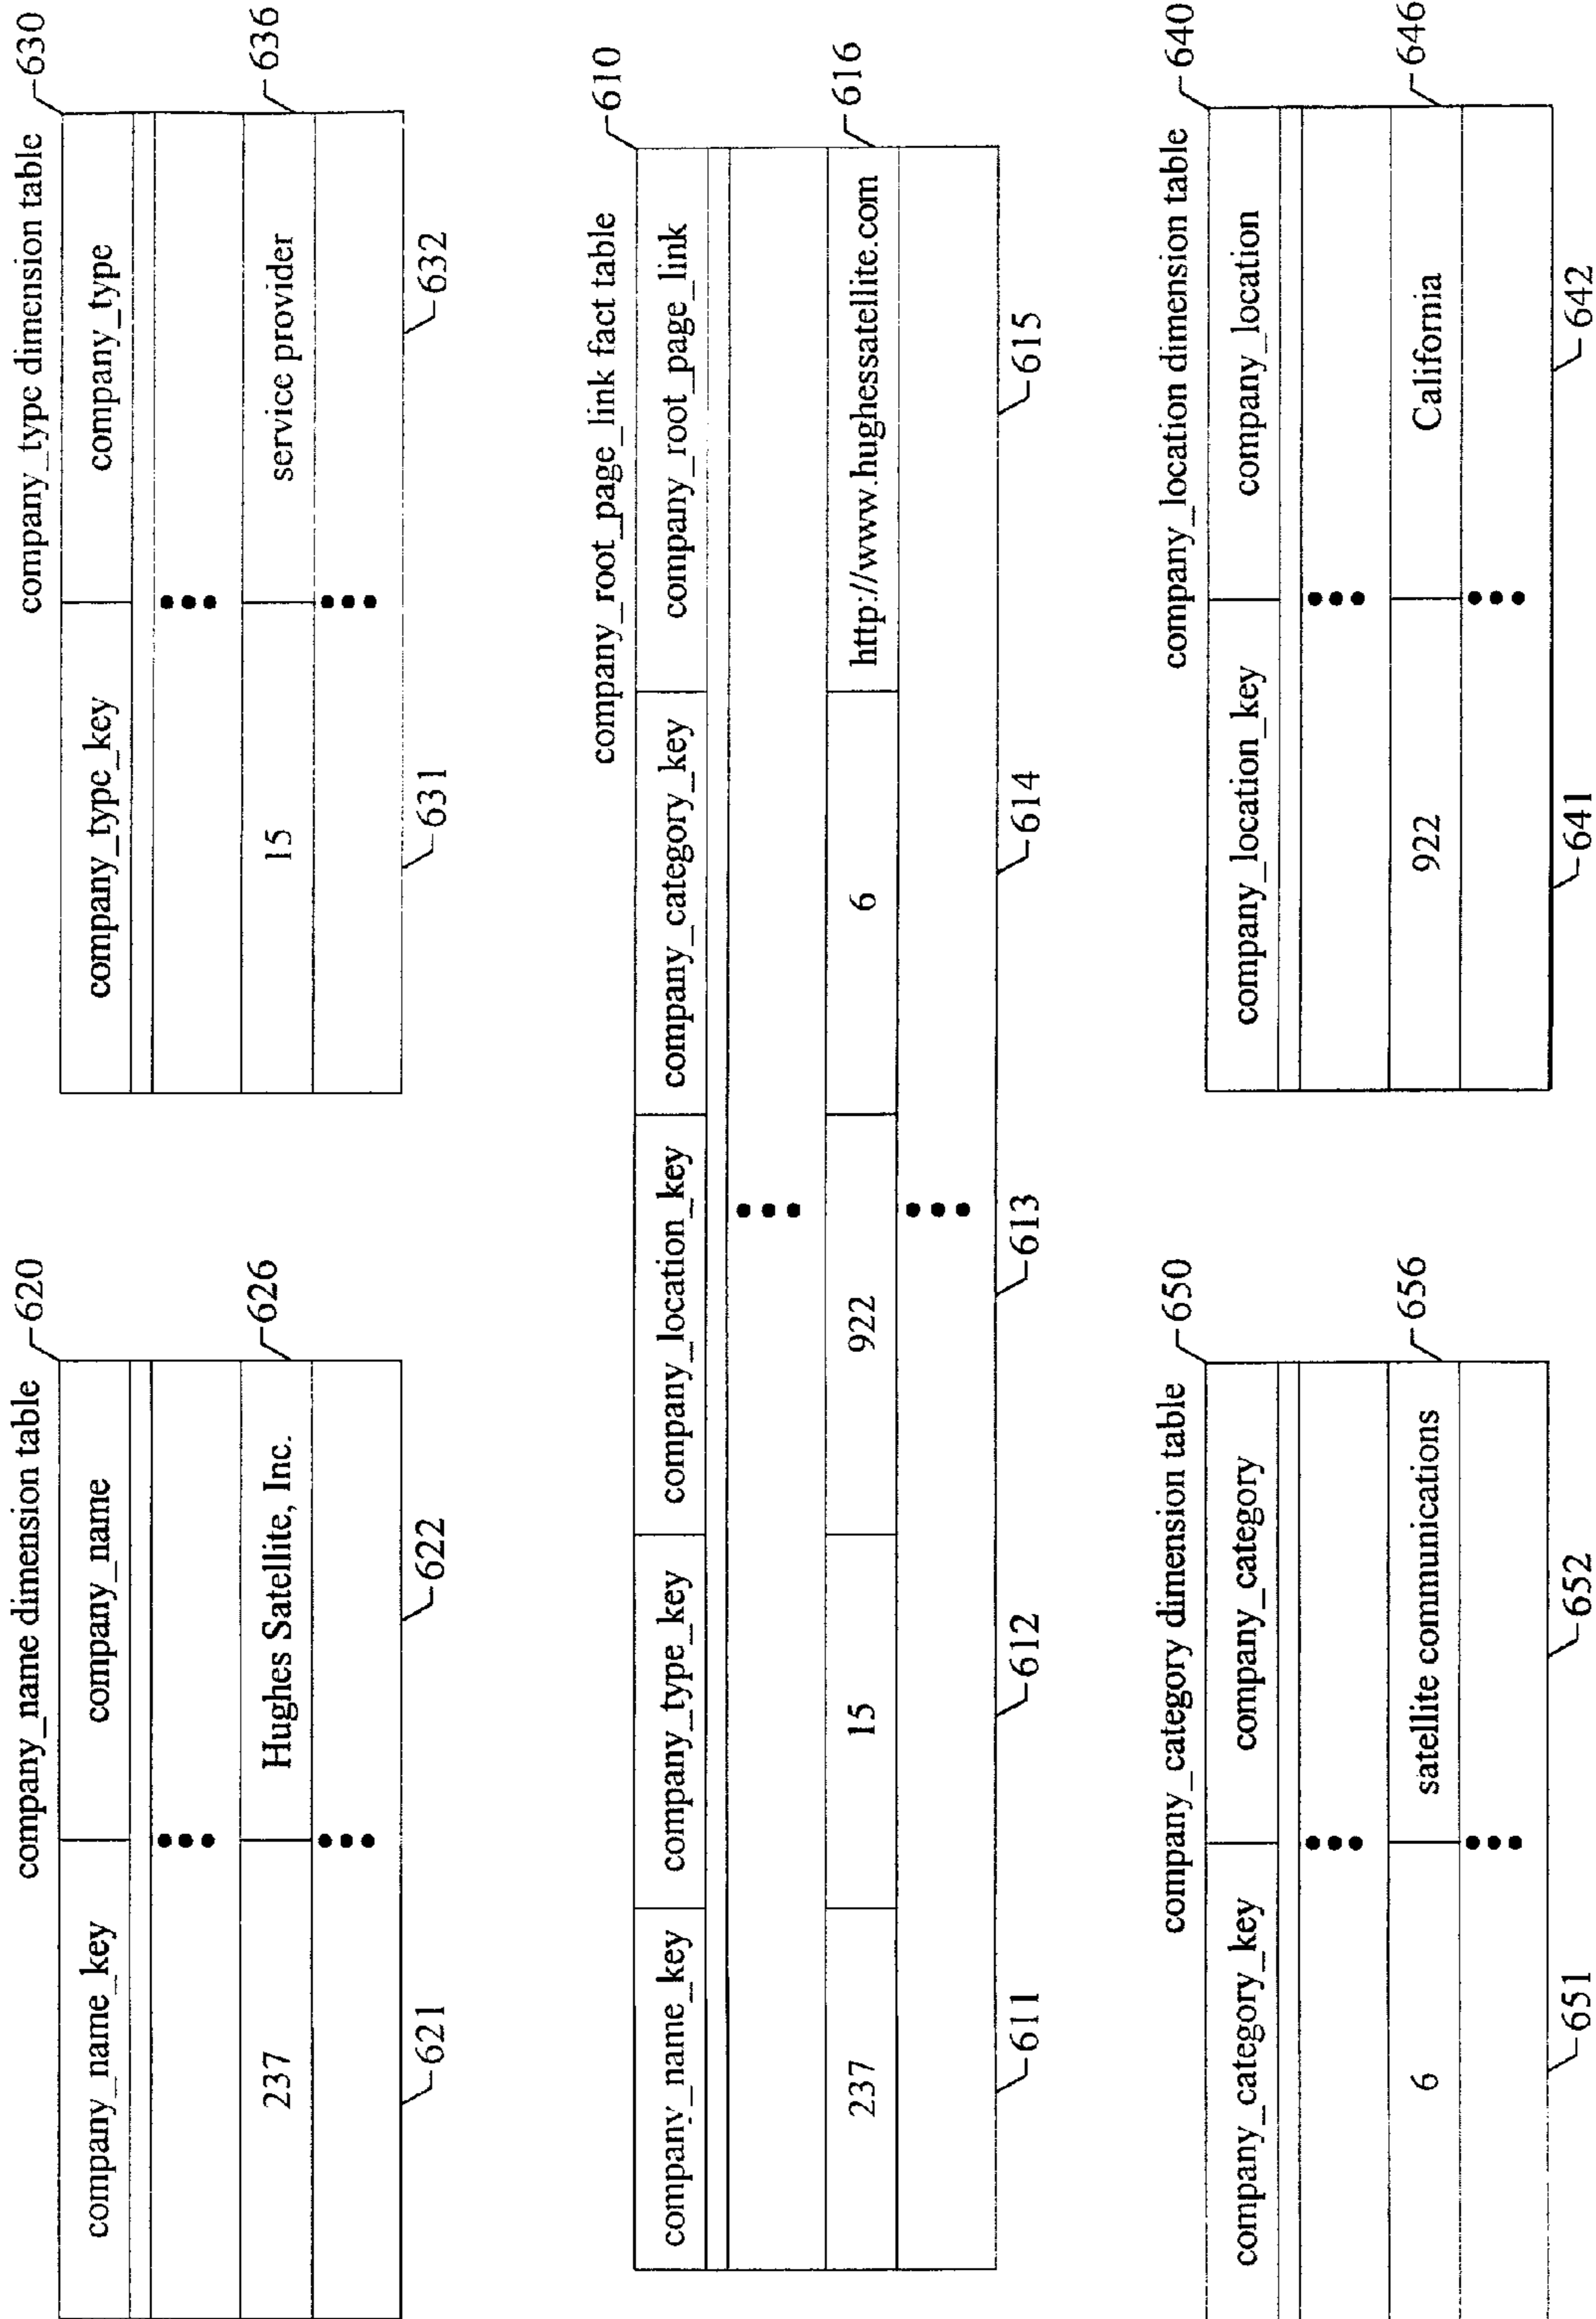 company_name dimension table
620
company_name_key company_name
237 Hughes Satellite, Inc.
626
621 622
company_type dimension table
630
company_type_key company_type
15 service provider
636
631 632
company_root_page_link fact table
610
company_name_key company_type_key company_location_key company_category_key company_root_page_link
237 15 922 6 http://www.hughessatellite.com
616
611 612 613 614 615
company_category dimension table
650
company_category_key company_category
6 satellite communications
656
651 652
company_location dimension table
640
company_location_key company_location
922 California
646
641 642